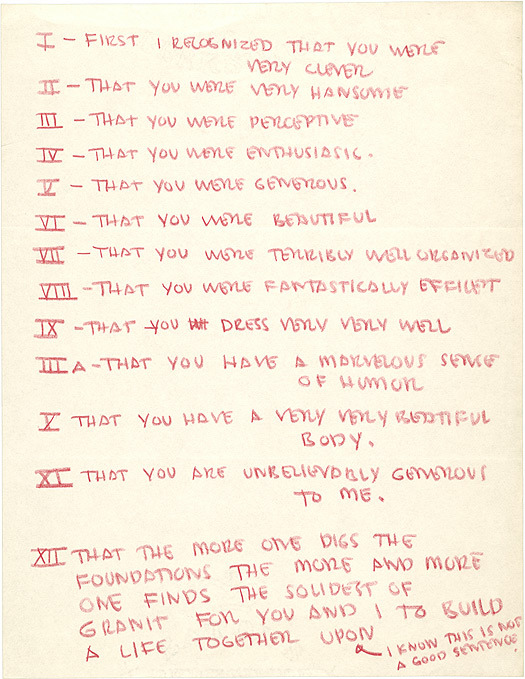 I - FIRST I RECOGNIZED THAT YOU WERE
VERY CLEVER
II - THAT YOU WERE VERY HANSOME
III - THAT YOU WERE PERCEPTIVE
IV - THAT YOU WERE ENTHUSIASIC.
V - THAT YOU WERE GENEROUS.
VI - THAT YOU WERE BEAUTIFUL
VII - THAT YOU WERE TERRIBLY WELL ORGANIZED
VIII - THAT YOU WERE FANTASTICALLY EFFICIET
IX - THAT YOU DRESS VERY VERY WELL
III A - THAT YOU HAVE A MARVELOUS SENSE
OF HUMOR
X THAT YOU HAVE A VERY VERY BEATIFUL
BODY.
XI THAT YOU ARE UNBELIEVABLY GENEROUS
TO ME.
XII THAT THE MORE ONE DIGS THE
FOUNDATIONS THE MORE AND MORE
ONE FINDS THE SOLIDEST OF
GRANIT FOR YOU AND I TO BUILD
A LIFE TOGETHER UPON
I KNOW THIS IS NOT
A GOOD SENTENCE.